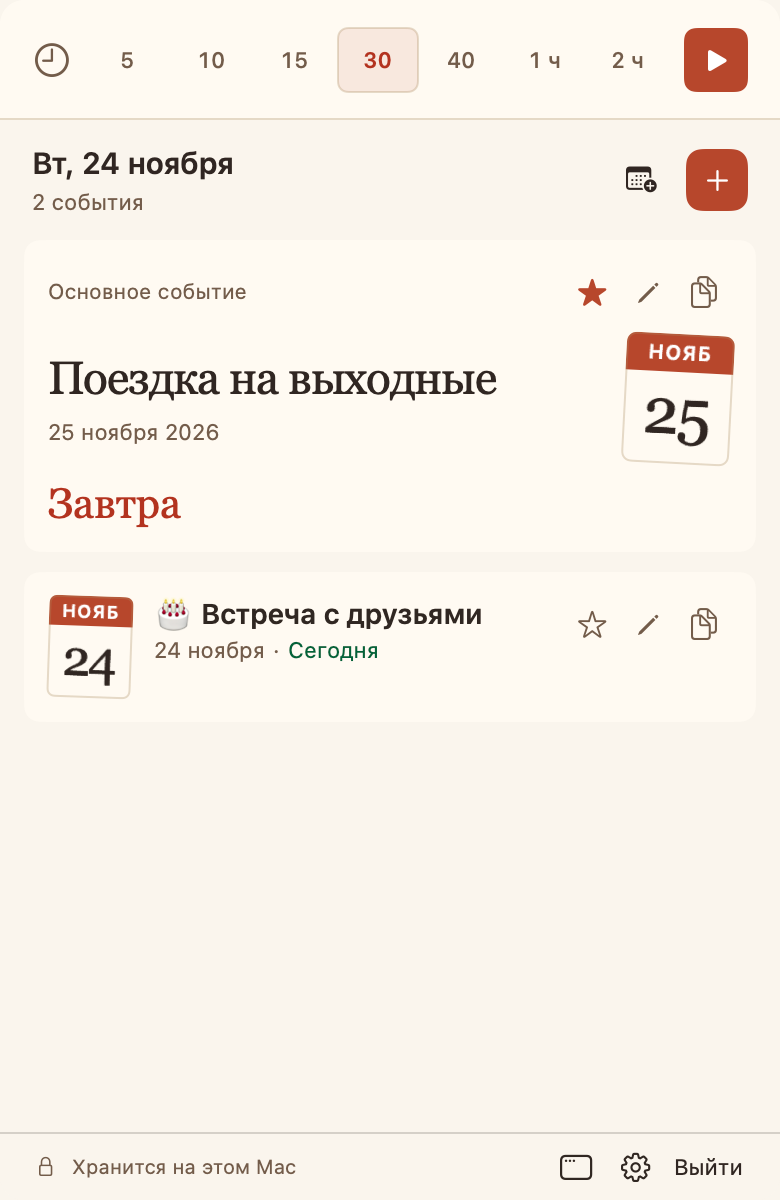 5 10 15 30 40 1 ч 2 ч
Вт, 24 ноября
2 события
Основное событие
Поездка на выходные
25 ноября 2026
Завтра
НОЯБ
25
НОЯБ
24
Встреча с друзьями
24 ноября · Сегодня
Хранится на этом Mac
Выйти